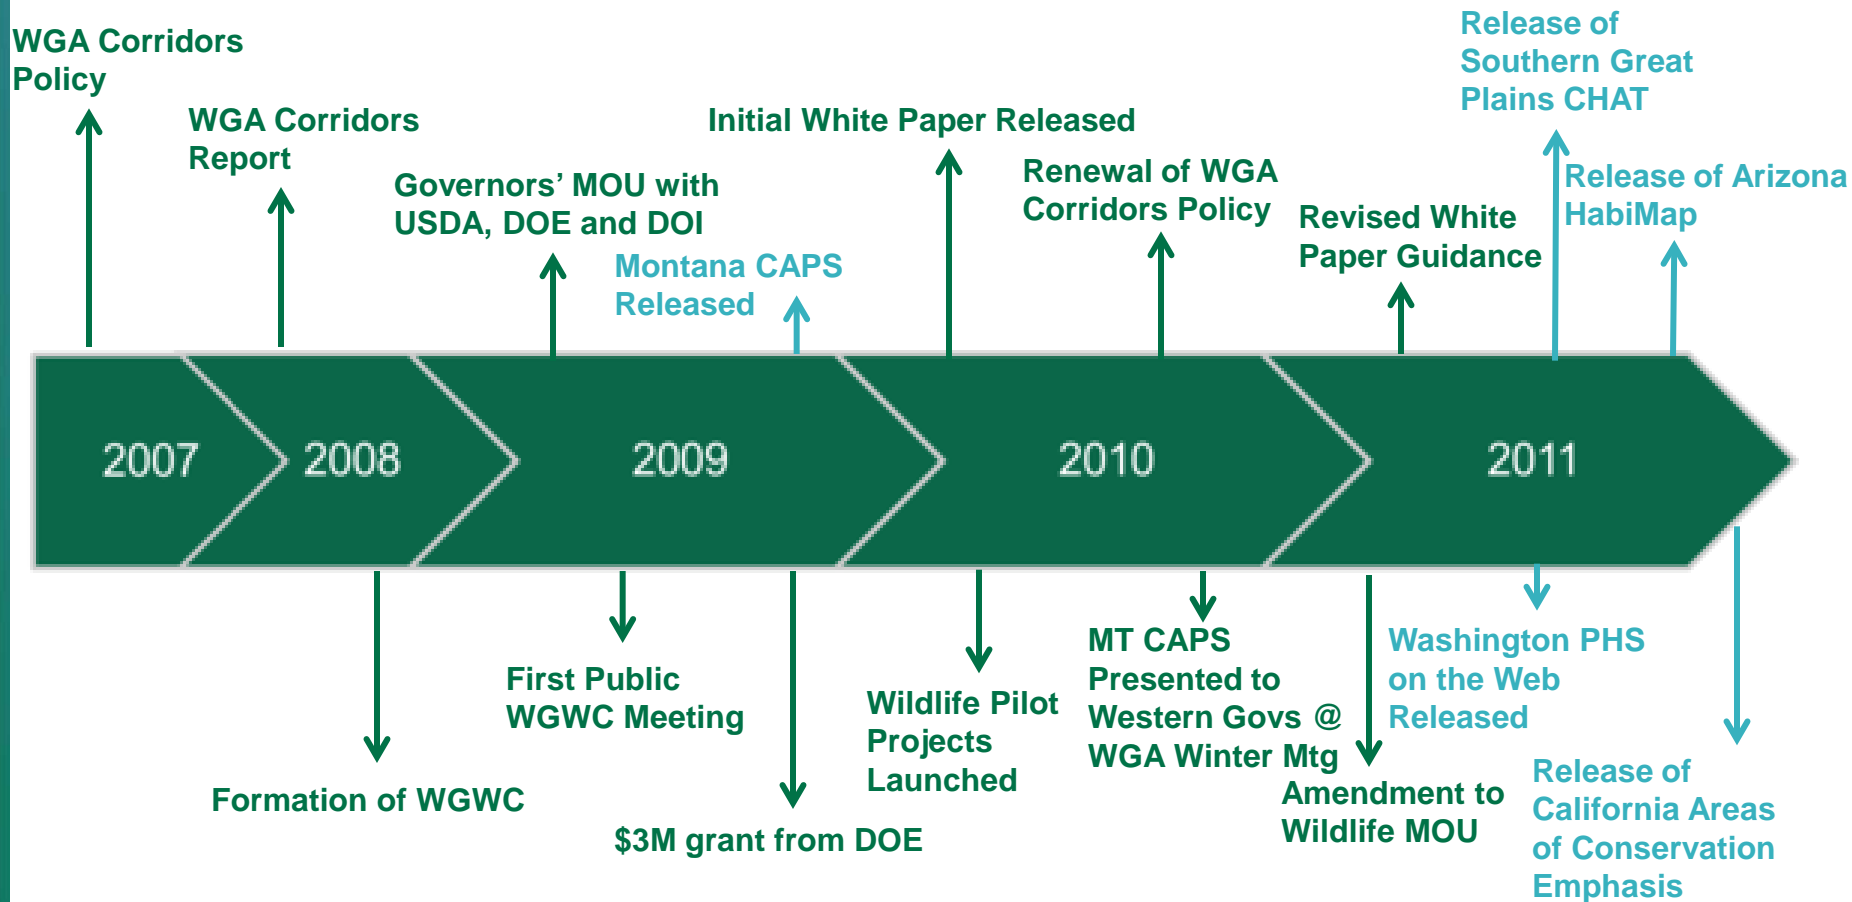 WGA Corridors
Policy
WGA Corridors
Report
Governors’ MOU with
USDA, DOE and DOI
Montana CAPS
Released
Initial White Paper Released
Renewal of WGA
Corridors Policy
Revised White
Paper Guidance
Release of
Southern Great
Plains CHAT
Release of Arizona
HabiMap
2007
2008
2009
2010
2011
Formation of WGWC
First Public
WGWC Meeting
$3M grant from DOE
Wildlife Pilot
Projects
Launched
MT CAPS
Presented to
Western Govs @
WGA Winter Mtg
Amendment to
Wildlife MOU
Washington PHS
on the Web
Released
Release of
California Areas
of Conservation
Emphasis